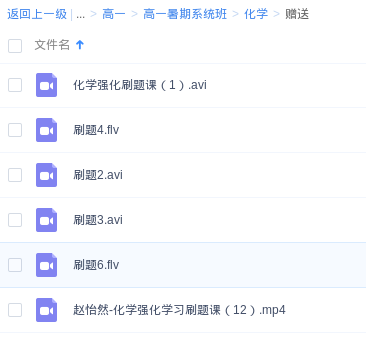 返回上一级 | ... > 高一 > 高一暑期系统班 > 化学 > 赠送
文件名
化学强化刷题课（1）.avi
刷题4.flv
刷题2.avi
刷题3.avi
刷题6.flv
赵怡然-化学强化学习刷题课（12）.mp4